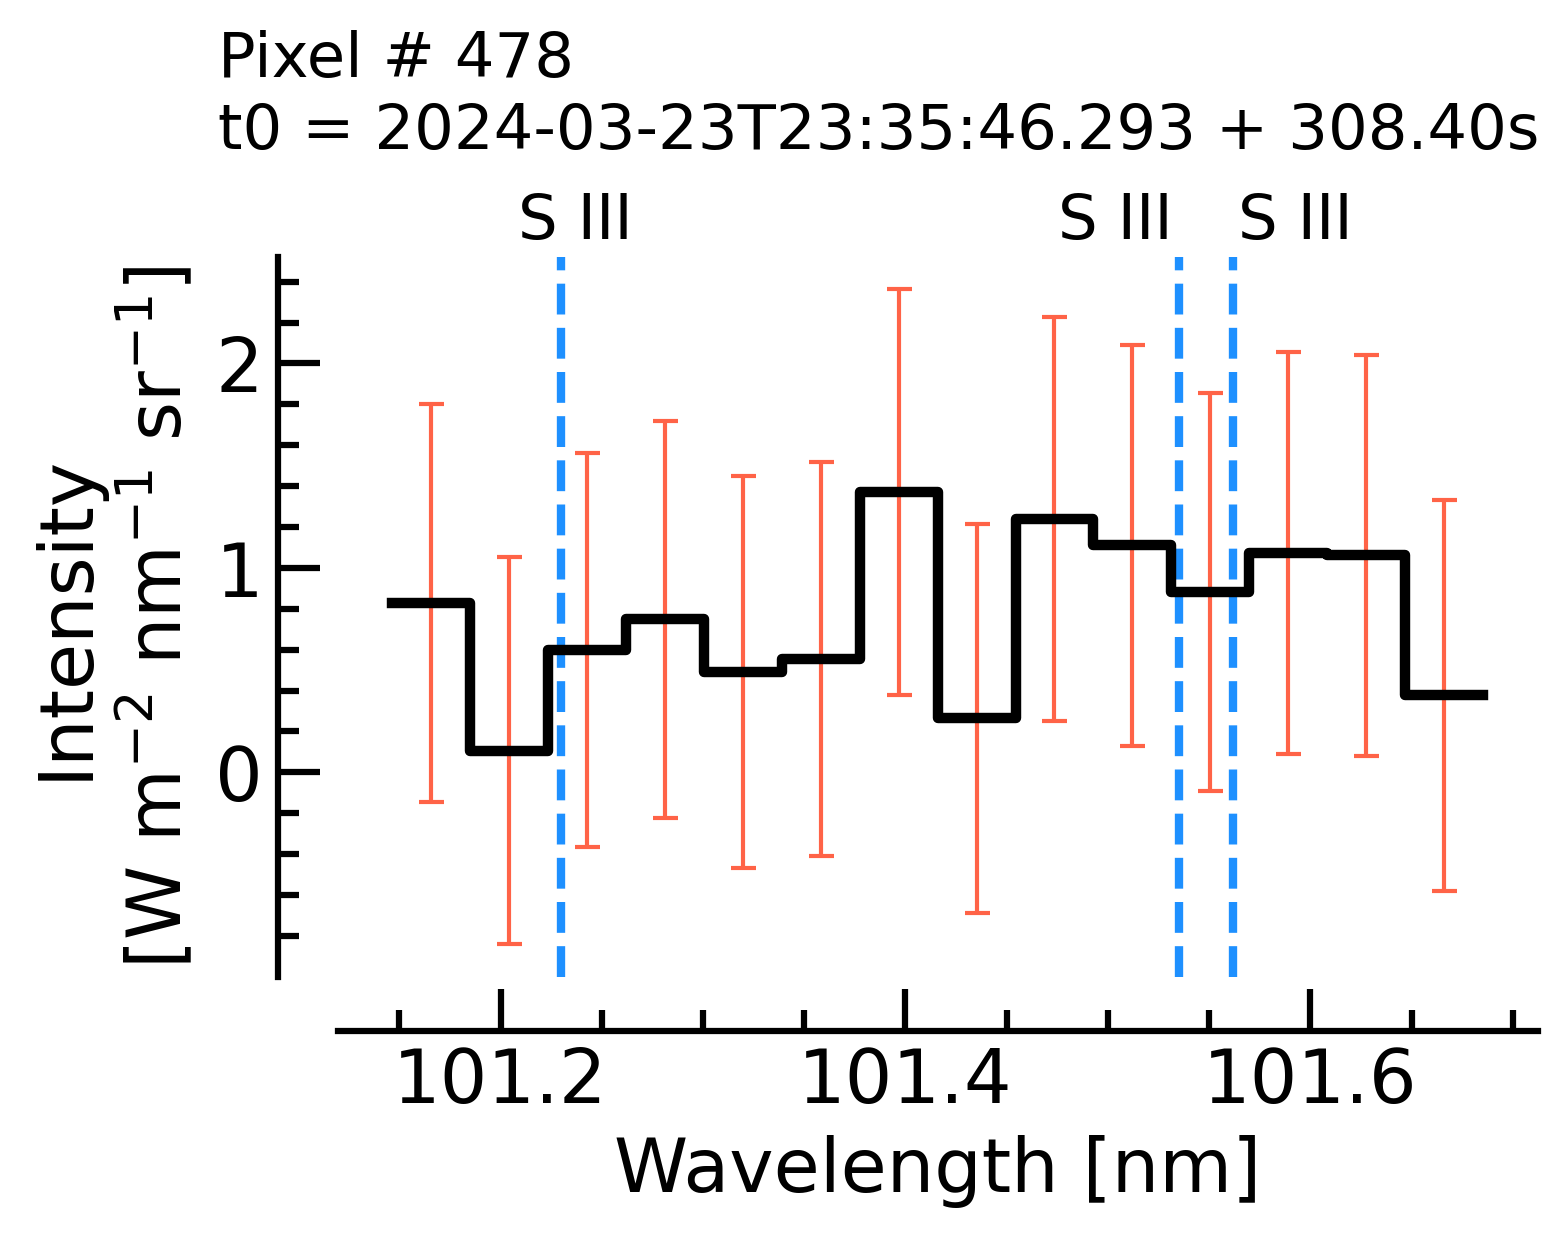 Pixel # 478
t0 = 2024-03-23T23:35:46.293 + 308.40s
S III S III S III
Intensity
[W m⁻² nm⁻¹ sr⁻¹]
2
1
0
101.2 101.4 101.6
Wavelength [nm]